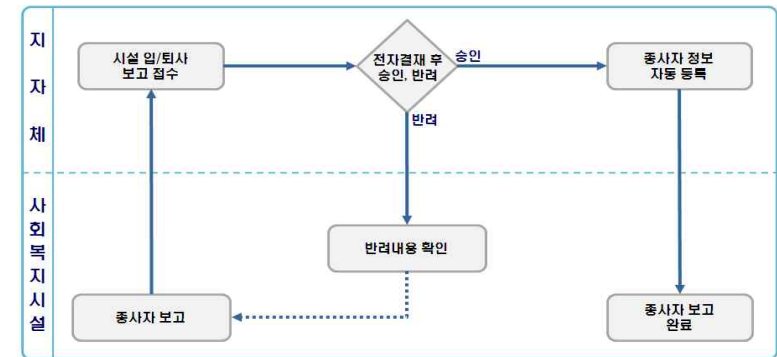 지
자
체
시설 입/퇴사
보고 접수
전자결재 후
승인, 반려
승인
종사자 정보
자동 등록
반려
사
회
복
지
시
설
반려내용 확인
종사자 보고
종사자 보고
완료